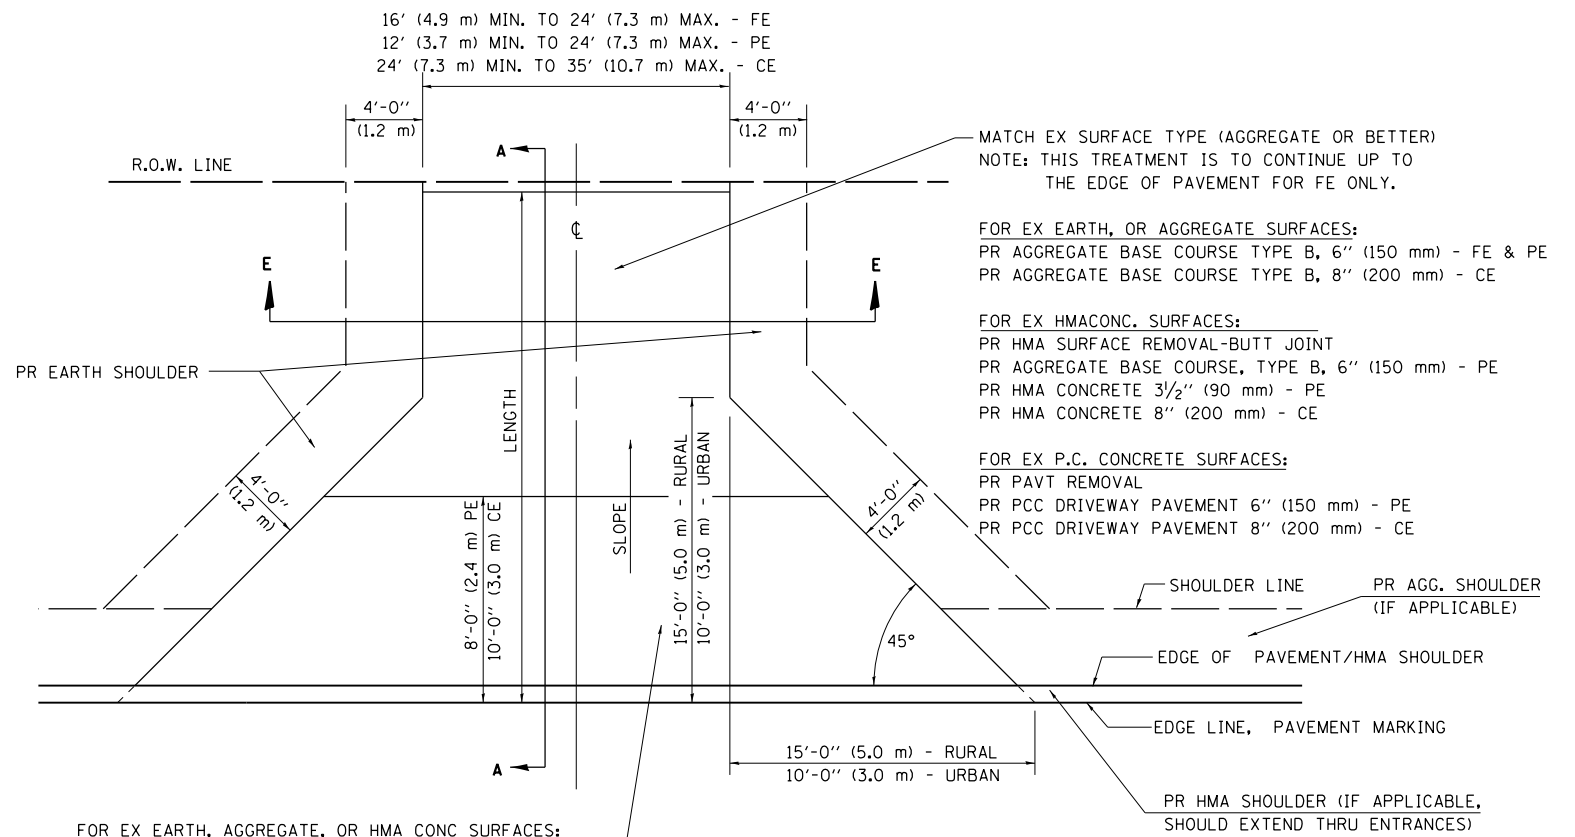 16' (4.9 m) MIN. TO 24' (7.3 m) MAX. - FE
12' (3.7 m) MIN. TO 24' (7.3 m) MAX. - PE
24' (7.3 m) MIN. TO 35' (10.7 m) MAX. - CE
4'-0''
(1.2 m)
4'-0''
(1.2 m)
R.O.W. LINE
A
℄
MATCH EX SURFACE TYPE (AGGREGATE OR BETTER)
NOTE: THIS TREATMENT IS TO CONTINUE UP TO
THE EDGE OF PAVEMENT FOR FE ONLY.
FOR EX EARTH, OR AGGREGATE SURFACES:
PR AGGREGATE BASE COURSE TYPE B, 6'' (150 mm) - FE & PE
PR AGGREGATE BASE COURSE TYPE B, 8'' (200 mm) - CE
E
E
FOR EX HMACONC. SURFACES:
PR HMA SURFACE REMOVAL-BUTT JOINT
PR AGGREGATE BASE COURSE, TYPE B, 6'' (150 mm) - PE
PR HMA CONCRETE 3½'' (90 mm) - PE
PR HMA CONCRETE 8'' (200 mm) - CE
PR EARTH SHOULDER
LENGTH
FOR EX P.C. CONCRETE SURFACES:
PR PAVT REMOVAL
PR PCC DRIVEWAY PAVEMENT 6'' (150 mm) - PE
PR PCC DRIVEWAY PAVEMENT 8'' (200 mm) - CE
4'-0''
(1.2 m)
8'-0'' (2.4 m) PE
10'-0'' (3.0 m) CE
SLOPE
15'-0'' (5.0 m) - RURAL
10'-0'' (3.0 m) - URBAN
4'-0''
(1.2 m)
45°
SHOULDER LINE
PR AGG. SHOULDER
(IF APPLICABLE)
EDGE OF PAVEMENT/HMA SHOULDER
EDGE LINE, PAVEMENT MARKING
15'-0'' (5.0 m) - RURAL
10'-0'' (3.0 m) - URBAN
A
PR HMA SHOULDER (IF APPLICABLE,
SHOULD EXTEND THRU ENTRANCES)
FOR EX EARTH, AGGREGATE, OR HMA CONC SURFACES: